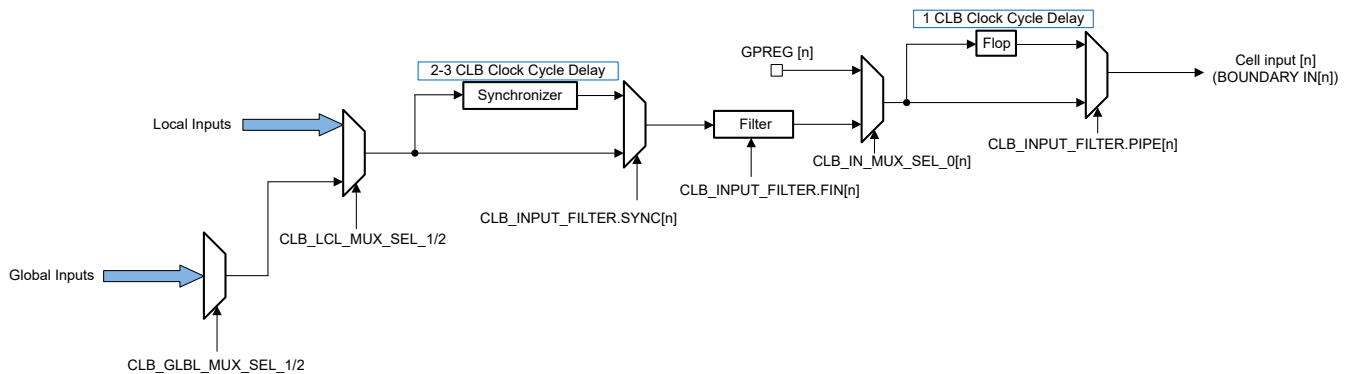 1 CLB Clock Cycle Delay
Flop
GPREG [n]
Cell input [n]
(BOUNDARY IN[n])
2-3 CLB Clock Cycle Delay
Synchronizer
Local Inputs
Filter
CLB_INPUT_FILTER.PIPE[n]
CLB_IN_MUX_SEL_0[n]
CLB_INPUT_FILTER.FIN[n]
CLB_INPUT_FILTER.SYNC[n]
CLB_LCL_MUX_SEL_1/2
Global Inputs
CLB_GLBL_MUX_SEL_1/2